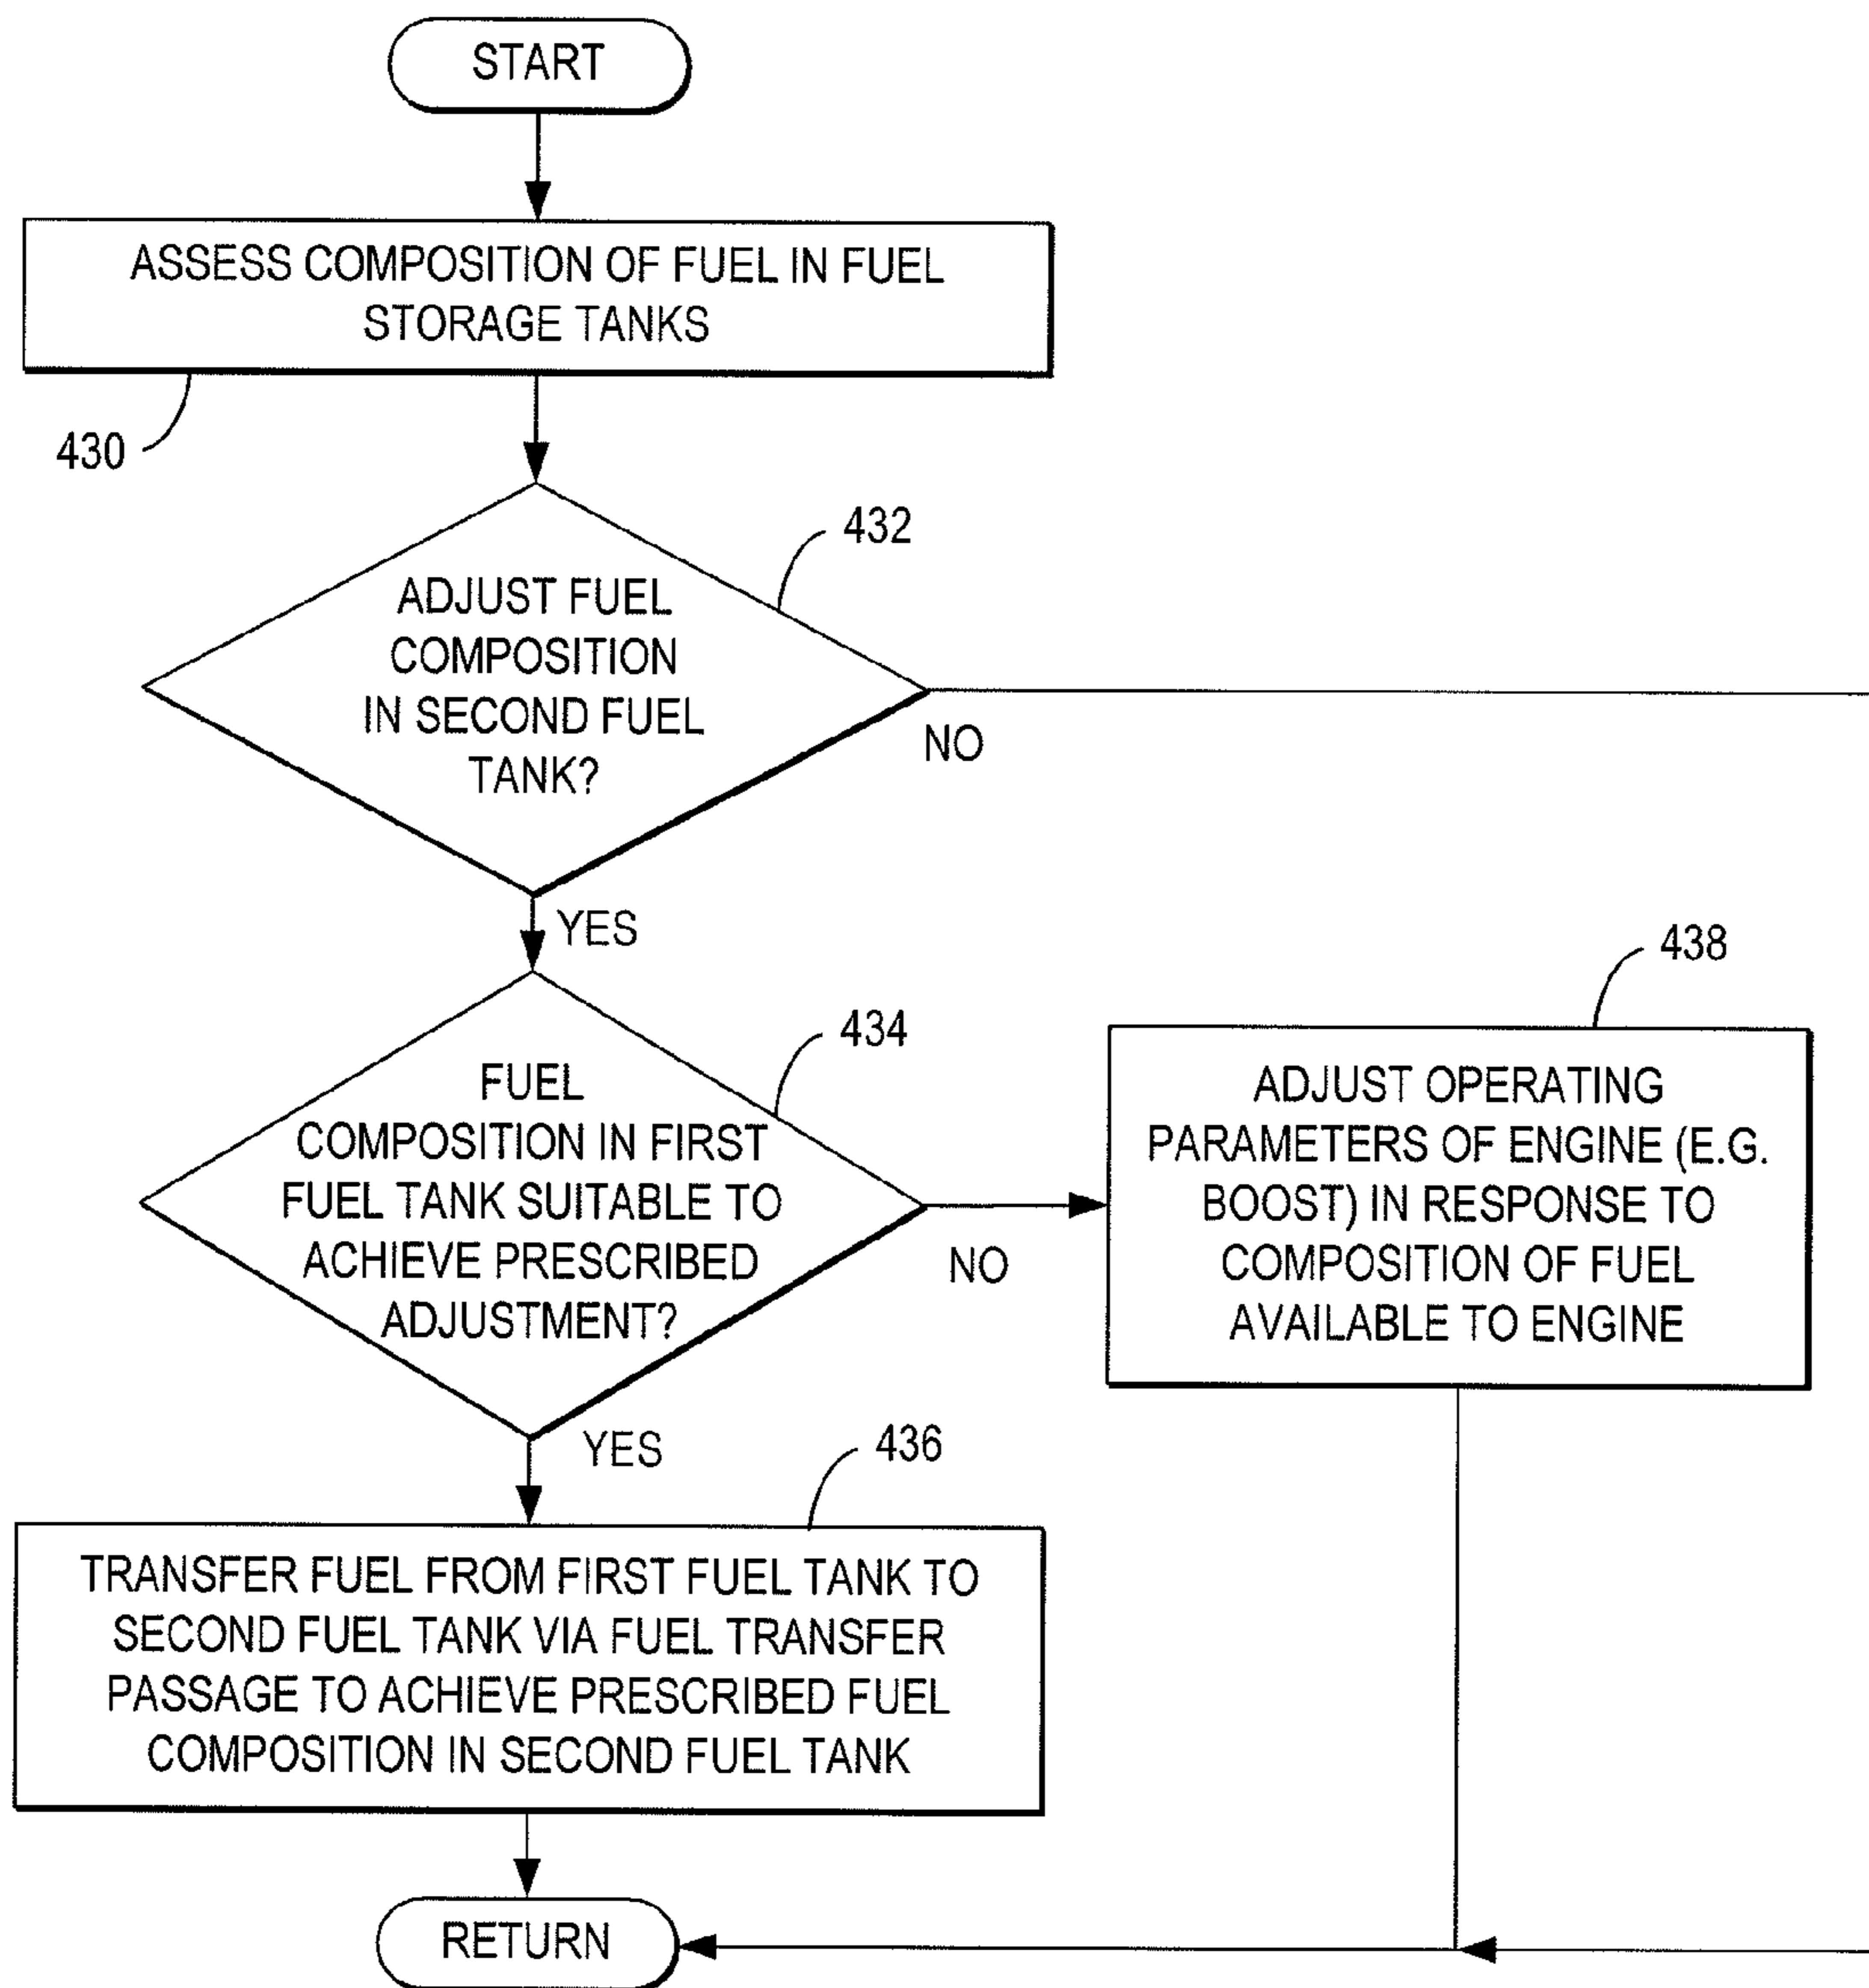 START
ASSESS COMPOSITION OF FUEL IN FUEL
STORAGE TANKS
430
432
ADJUST FUEL
COMPOSITION
IN SECOND FUEL
TANK?
NO
YES
434
FUEL
COMPOSITION IN FIRST
FUEL TANK SUITABLE TO
ACHIEVE PRESCRIBED
ADJUSTMENT?
NO
438
ADJUST OPERATING
PARAMETERS OF ENGINE (E.G.
BOOST) IN RESPONSE TO
COMPOSITION OF FUEL
AVAILABLE TO ENGINE
YES
436
TRANSFER FUEL FROM FIRST FUEL TANK TO
SECOND FUEL TANK VIA FUEL TRANSFER
PASSAGE TO ACHIEVE PRESCRIBED FUEL
COMPOSITION IN SECOND FUEL TANK
RETURN